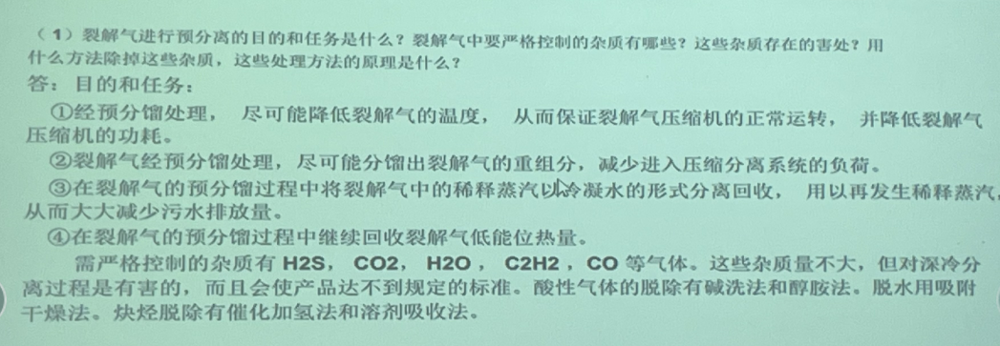 （1）裂解气进行预分离的目的和任务是什么？裂解气中要严格控制的杂质有哪些？这些杂质存在的害处？用
什么方法除掉这些杂质，这些处理方法的原理是什么？
答：目的和任务：
①经预分馏处理， 尽可能降低裂解气的温度， 从而保证裂解气压缩机的正常运转， 并降低裂解气
压缩机的功耗。
②裂解气经预分馏处理，尽可能分馏出裂解气的重组分，减少进入压缩分离系统的负荷。
③在裂解气的预分馏过程中将裂解气中的稀释蒸汽以冷凝水的形式分离回收， 用以再发生稀释蒸汽，
从而大大减少污水排放量。
④在裂解气的预分馏过程中继续回收裂解气低能位热量。
需严格控制的杂质有 H2S， CO2， H2O ， C2H2 ，CO 等气体。这些杂质量不大，但对深冷分
离过程是有害的，而且会使产品达不到规定的标准。酸性气体的脱除有碱洗法和醇胺法。脱水用吸附
干燥法。炔烃脱除有催化加氢法和溶剂吸收法。